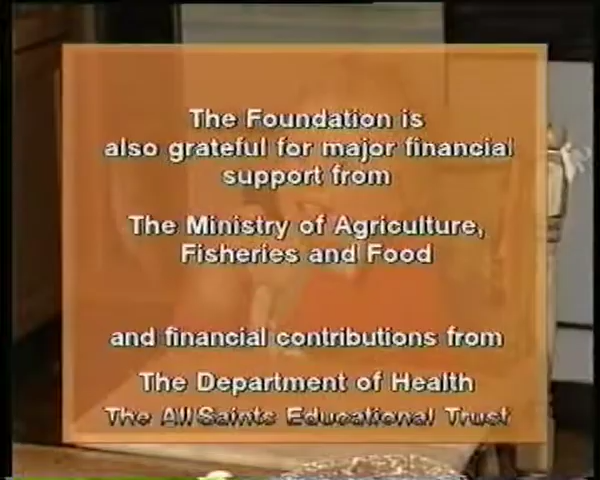 The Foundation is
also grateful for major financial
support from
The Ministry of Agriculture,
Fisheries and Food
and financial contributions from
The Department of Health
The All Saints Educational Trust